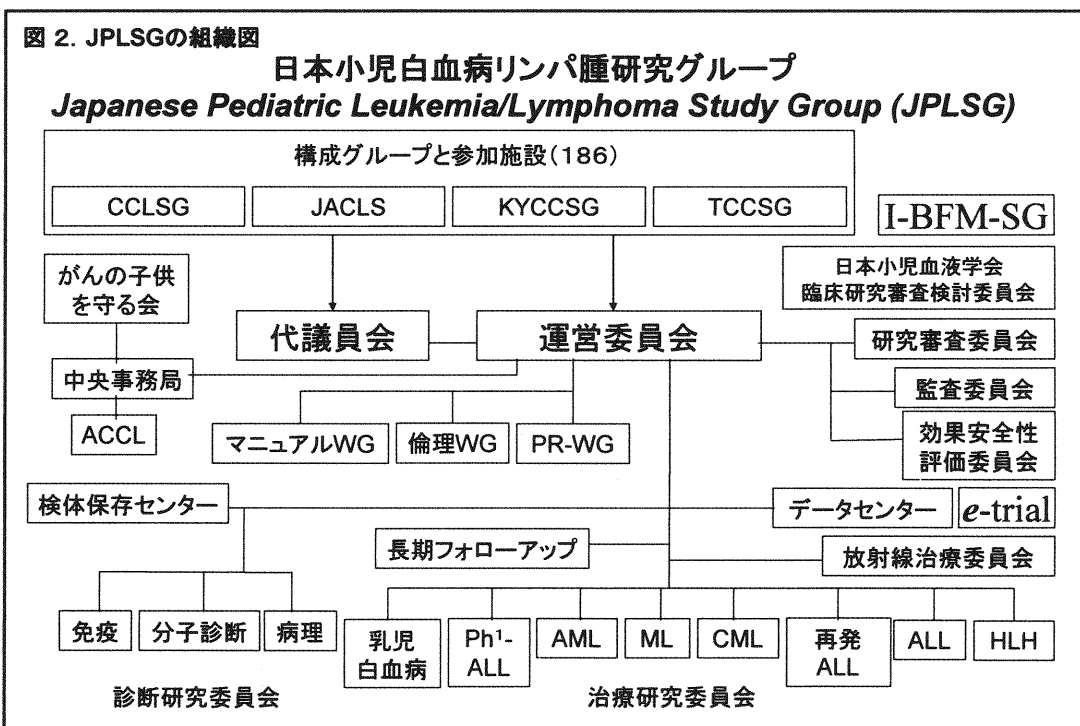 図 2. JPLSGの組織図
日本小児白血病リンパ腫研究グループ
Japanese Pediatric Leukemia/Lymphoma Study Group (JPLSG)
構成グループと参加施設(186)
CCLSG
JACLS
KYCCSG
TCCSG
I-BFM-SG
がんの子供
を守る会
日本小児血液学会
臨床研究審査検討委員会
代議員会
運営委員会
研究審査委員会
中央事務局
監査委員会
ACCL
マニュアルWG
倫理WG
PR-WG
効果安全性
評価委員会
検体保存センター
データセンター
e-trial
長期フォローアップ
放射線治療委員会
免疫
分子診断
病理
乳児
白血病
Ph¹-
ALL
AML
ML
CML
再発
ALL
ALL
HLH
診断研究委員会
治療研究委員会